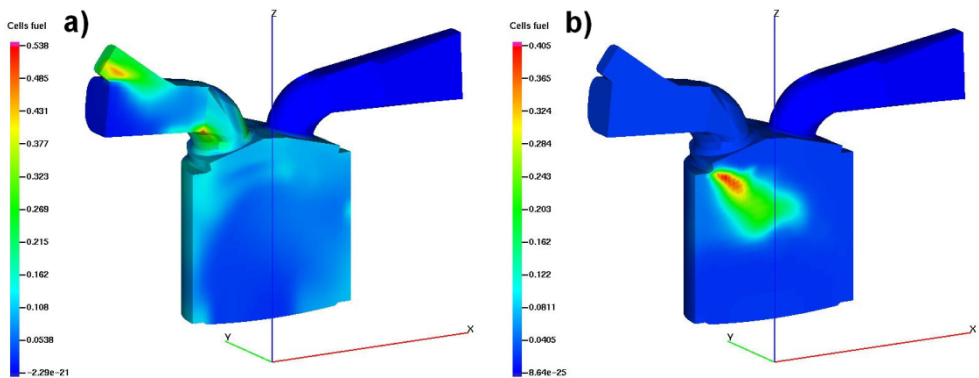 a)
Cells fuel
0.538
0.485
0.431
0.377
0.323
0.269
0.215
0.162
0.108
0.0538
-2.29e-21
Z
Y
X
b)
Cells fuel
0.405
0.365
0.324
0.284
0.243
0.203
0.162
0.122
0.0811
0.0405
8.64e-25
Z
Y
X